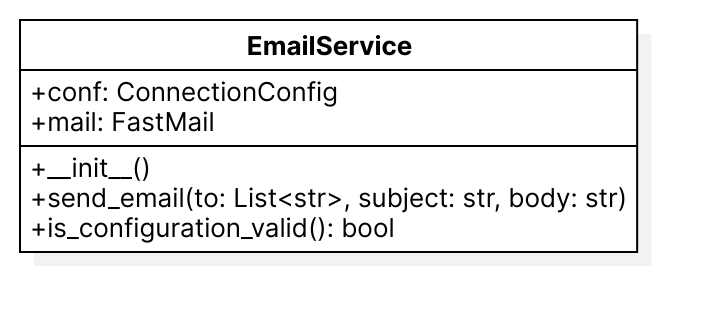 EmailService
+conf: ConnectionConfig
+mail: FastMail
+__init__()
+send_email(to: List<str>, subject: str, body: str)
+is_configuration_valid(): bool